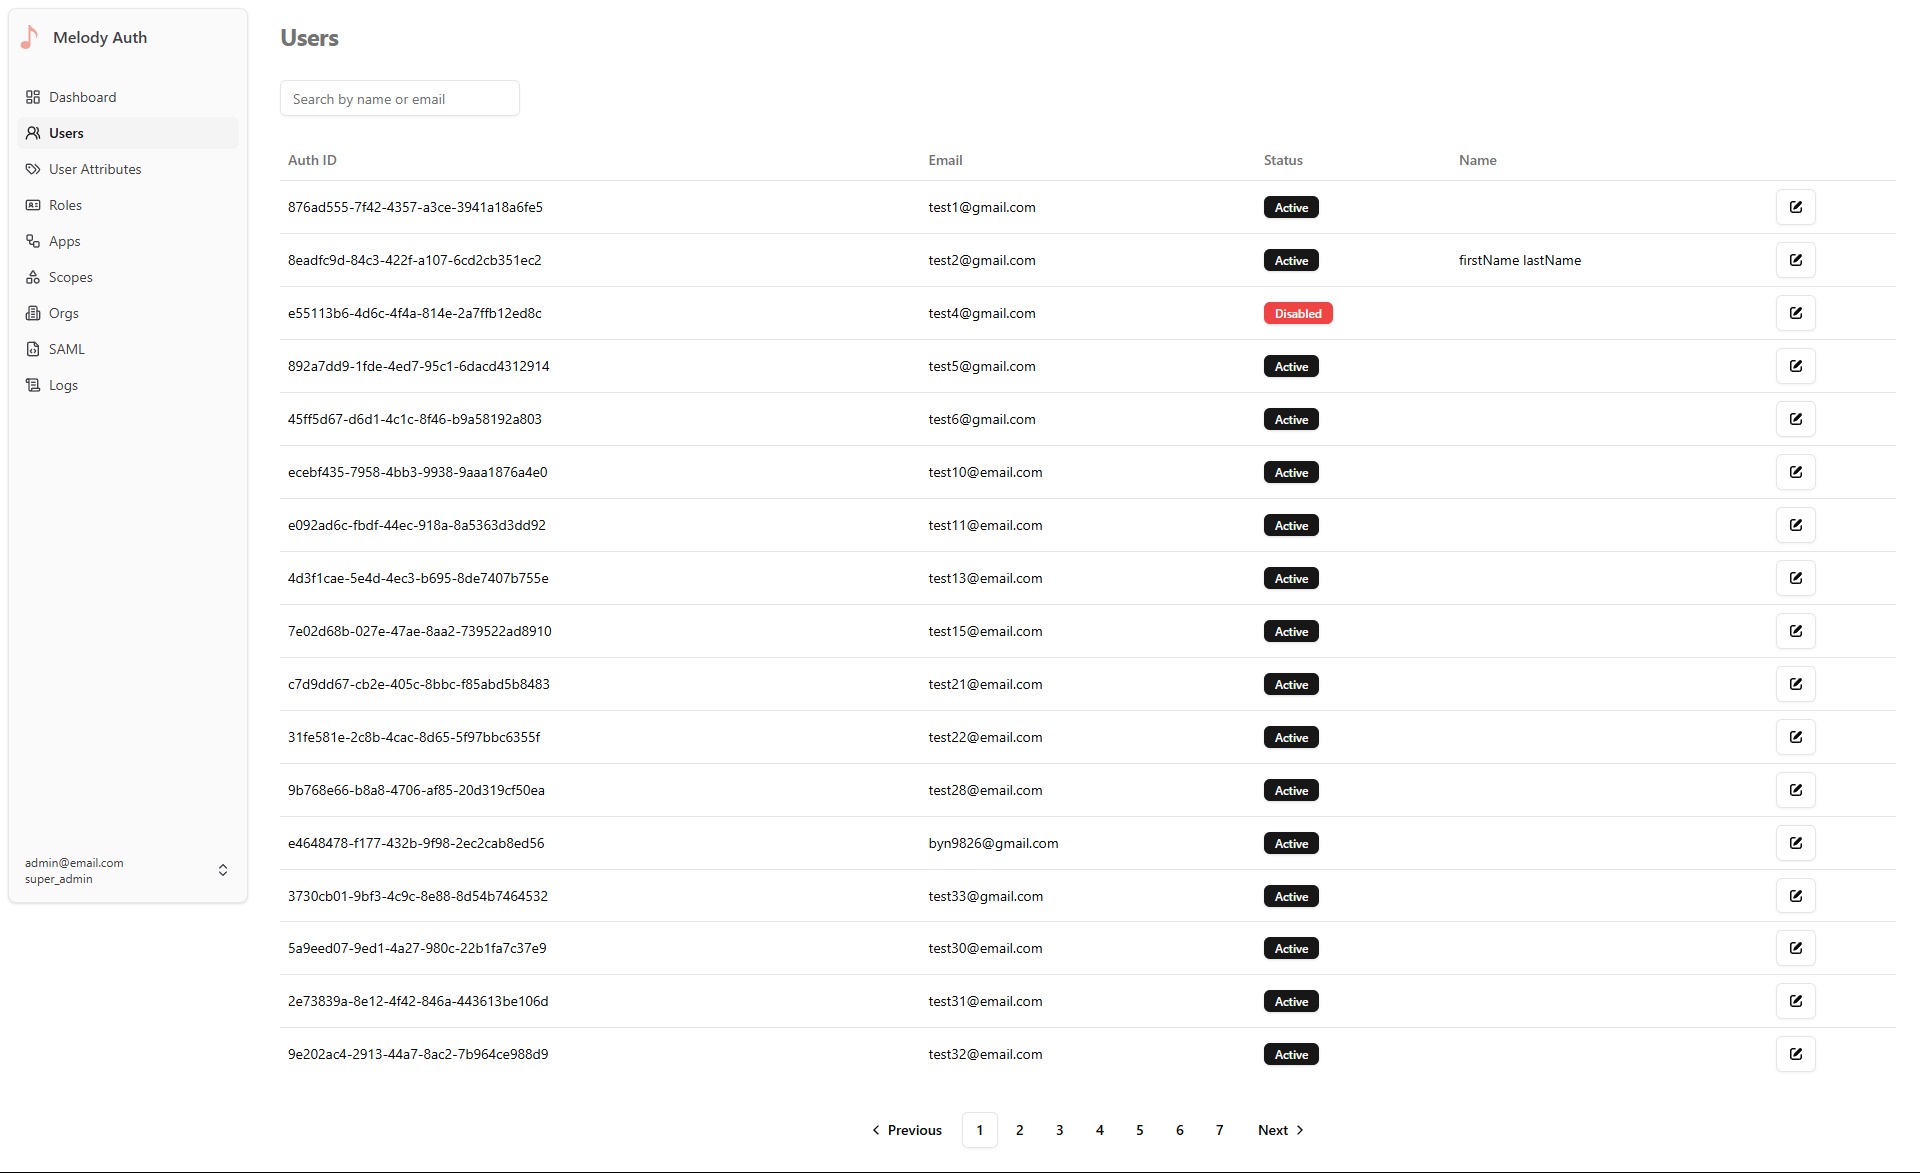 Melody Auth
Dashboard
Users
User Attributes
Roles
Apps
Scopes
Orgs
SAML
Logs
admin@email.com
super_admin
Users
Search by name or email
Auth ID Email Status Name
876ad555-7f42-4357-a3ce-3941a18a6fe5 test1@gmail.com Active
8eadfc9d-84c3-422f-a107-6cd2cb351ec2 test2@gmail.com Active firstName lastName
e55113b6-4d6c-4f4a-814e-2a7ffb12ed8c test4@gmail.com Disabled
892a7dd9-1fde-4ed7-95c1-6dacd4312914 test5@gmail.com Active
45ff5d67-d6d1-4c1c-8f46-b9a58192a803 test6@gmail.com Active
ecebf435-7958-4bb3-9938-9aaa1876a4e0 test10@email.com Active
e092ad6c-fbdf-44ec-918a-8a5363d3dd92 test11@email.com Active
4d3f1cae-5e4d-4ec3-b695-8de7407b755e test13@email.com Active
7e02d68b-027e-47ae-8aa2-739522ad8910 test15@email.com Active
c7d9dd67-cb2e-405c-8bbc-f85abd5b8483 test21@email.com Active
31fe581e-2c8b-4cac-8d65-5f97bbc6355f test22@email.com Active
9b768e66-b8a8-4706-af85-20d319cf50ea test28@email.com Active
e4648478-f177-432b-9f98-2ec2cab8ed56 byn9826@gmail.com Active
3730cb01-9bf3-4c9c-8e88-8d54b7464532 test33@gmail.com Active
5a9eed07-9ed1-4a27-980c-22b1fa7c37e9 test30@email.com Active
2e73839a-8e12-4f42-846a-443613be106d test31@email.com Active
9e202ac4-2913-44a7-8ac2-7b964ce988d9 test32@email.com Active
Previous 1 2 3 4 5 6 7 Next